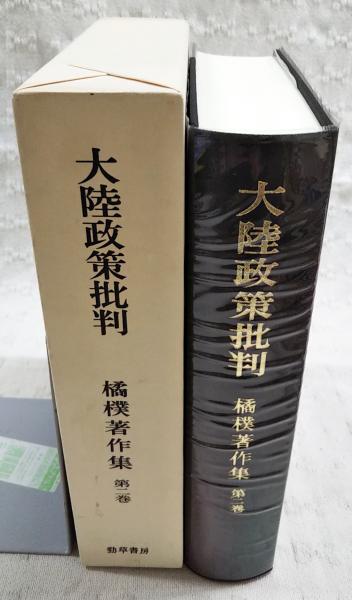 大陸政策批判
橘樸著作集 第二巻
勁草書房
大陸政策批判
橘樸著作集 第二巻